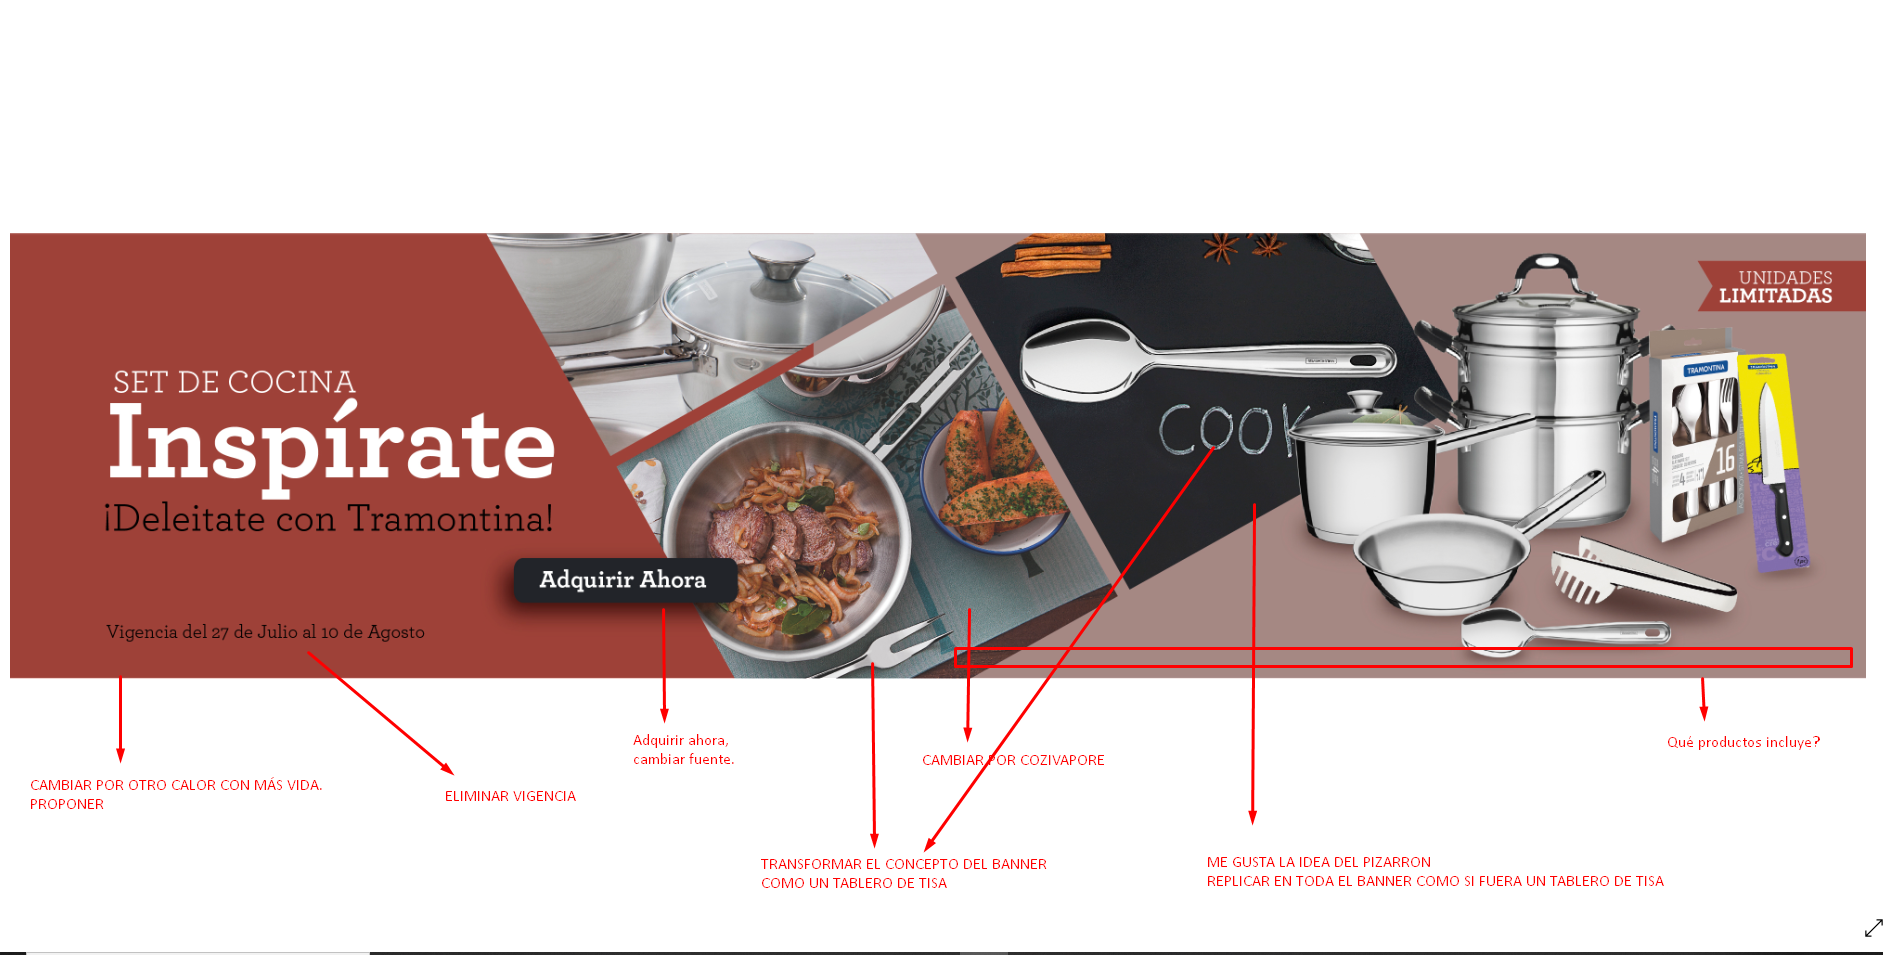 UNIDADES
LIMITADAS
SET DE COCINA
Inspírate
¡Deleitate con Tramontina!
Adquirir Ahora
Vigencia del 27 de Julio al 10 de Agosto
COOK
TRAMONTINA
16
Adquirir ahora,
cambiar fuente.
Qué productos incluye?
CAMBIAR POR COZIVAPORE
CAMBIAR POR OTRO CALOR CON MÁS VIDA.
PROPONER
ELIMINAR VIGENCIA
TRANSFORMAR EL CONCEPTO DEL BANNER
COMO UN TABLERO DE TISA
ME GUSTA LA IDEA DEL PIZARRON
REPLICAR EN TODA EL BANNER COMO SI FUERA UN TABLERO DE TISA